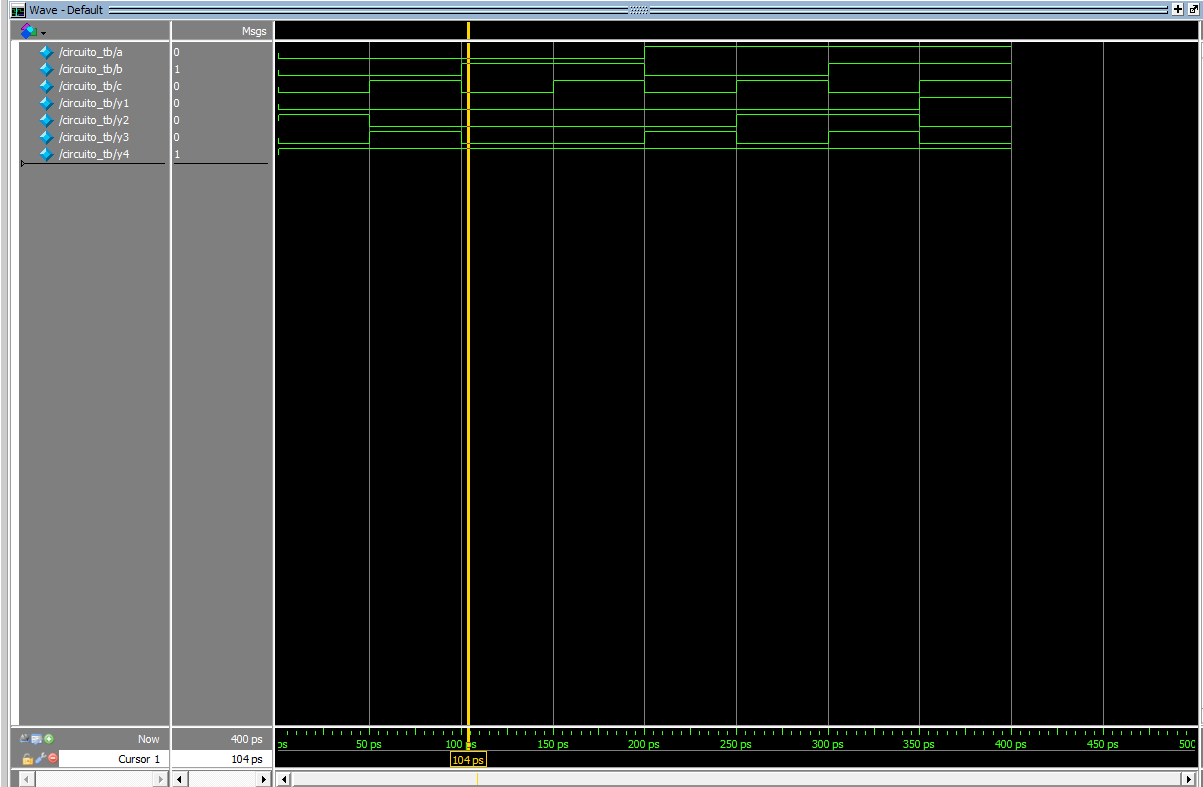 Wave - Default
Msgs
/circuito_tb/a 0
/circuito_tb/b 1
/circuito_tb/c 0
/circuito_tb/y1 0
/circuito_tb/y2 0
/circuito_tb/y3 0
/circuito_tb/y4 1
Now 400 ps ps 50 ps 100 ps 150 ps 200 ps 250 ps 300 ps 350 ps 400 ps 450 ps 500
Cursor 1 104 ps 104 ps